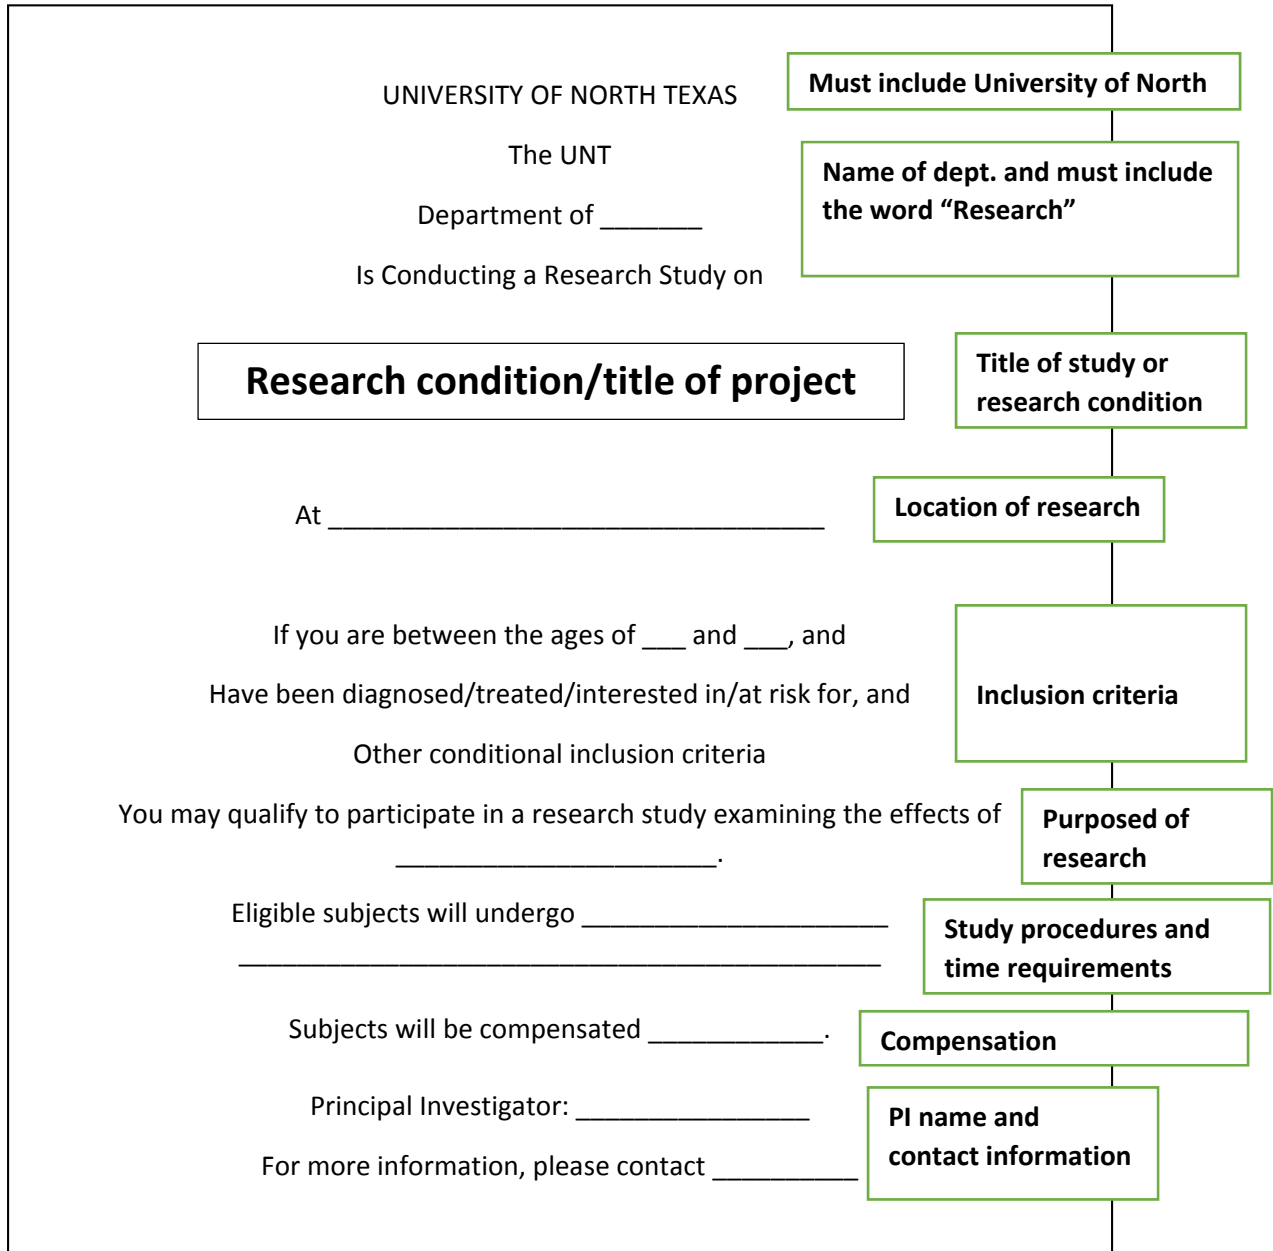 UNIVERSITY OF NORTH TEXAS
Must include University of North
The UNT
Name of dept. and must include
the word “Research”
Department of _______
Is Conducting a Research Study on
Research condition/title of project
Title of study or
research condition
At __________________________________
Location of research
If you are between the ages of ___ and ___, and
Have been diagnosed/treated/interested in/at risk for, and
Other conditional inclusion criteria
Inclusion criteria
You may qualify to participate in a research study examining the effects of
______________________.
Purposed of
research
Eligible subjects will undergo _____________________
____________________________________________
Study procedures and
time requirements
Subjects will be compensated ____________.
Compensation
Principal Investigator: ________________
For more information, please contact __________
PI name and
contact information